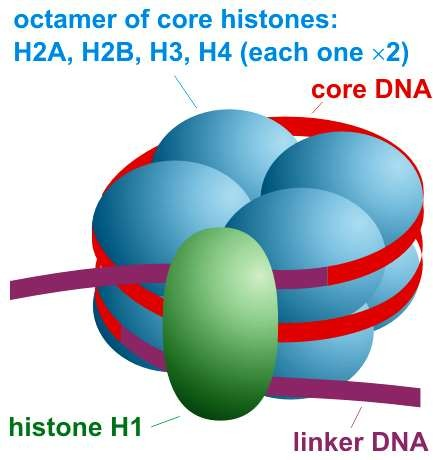 octamer of core histones:
H2A, H2B, H3, H4 (each one ×2)
core DNA
histone H1
linker DNA